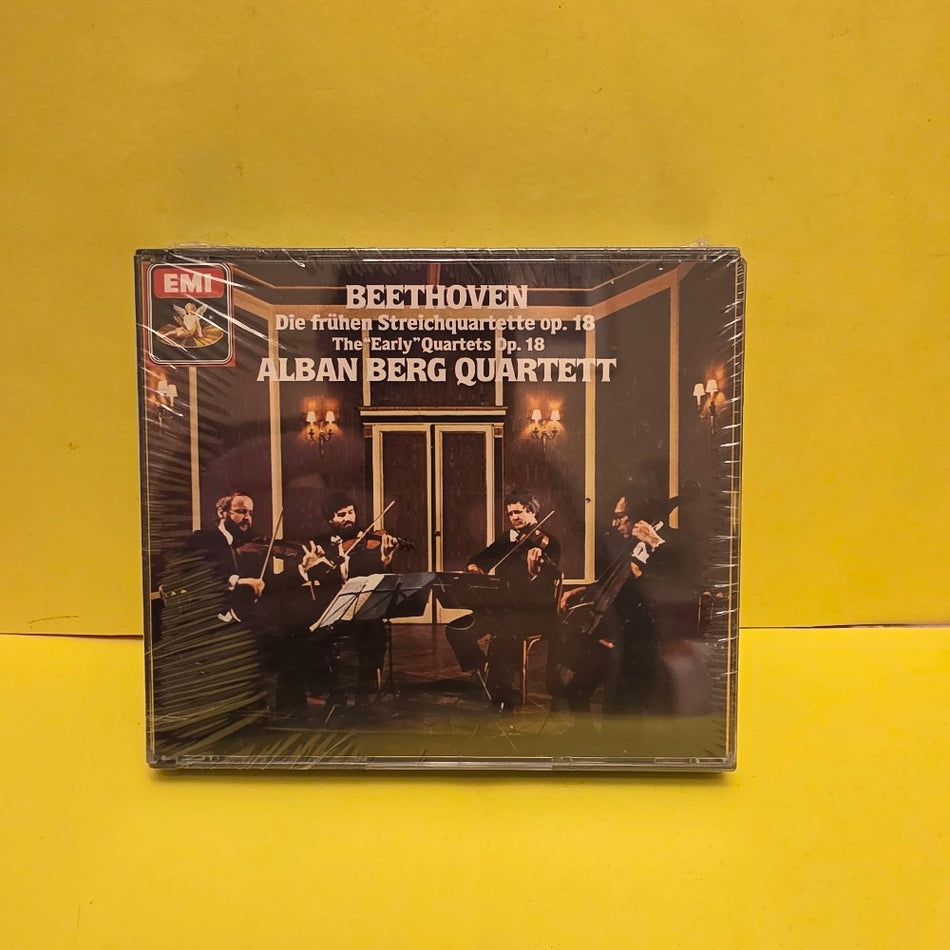 EMI
BEETHOVEN
Die frühen Streichquartette op. 18
The "Early" Quartets Op. 18
ALBAN BERG QUARTETT